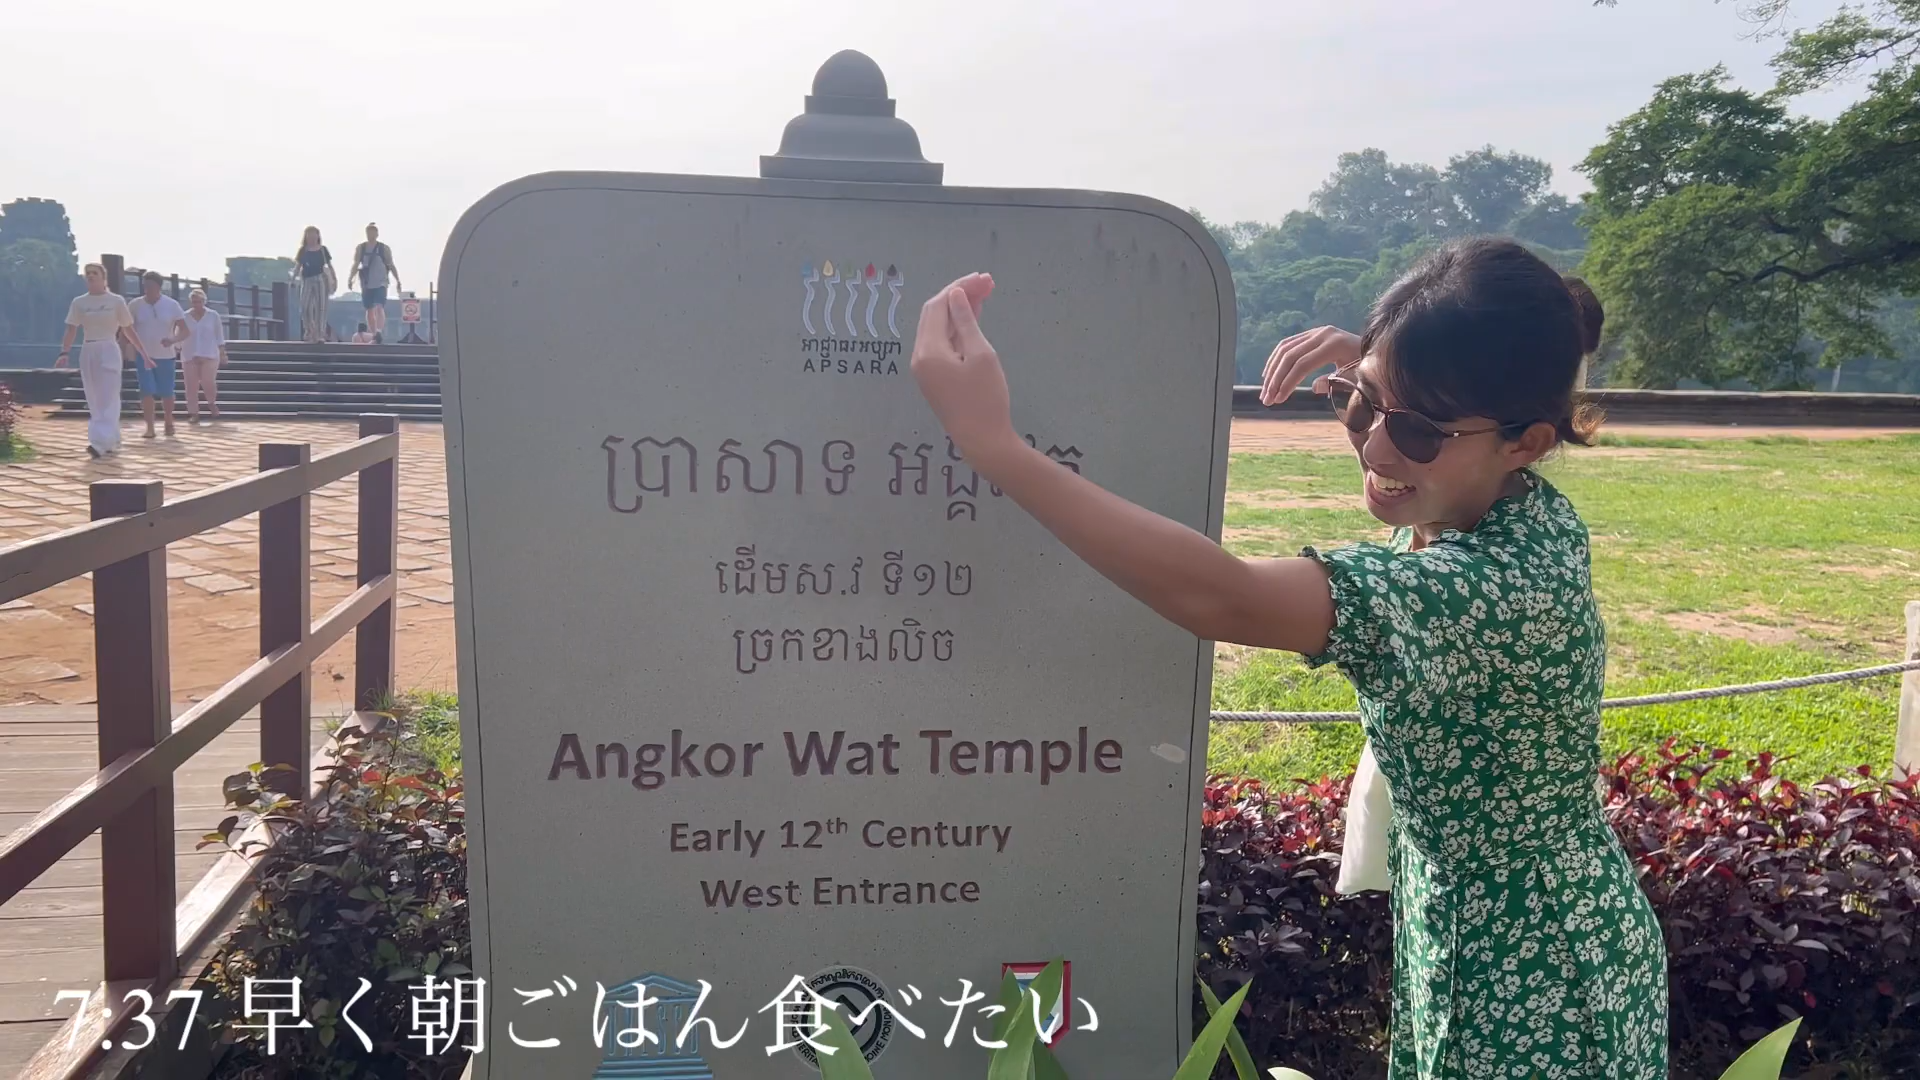 អាជ្ញាធរអប្សរា
APSARA
ប្រាសាទ
ដើមស.វ ទី១២
ច្រកខាងលិច
Angkor Wat Temple
Early 12th Century
West Entrance
7:37 早く朝ごはん食べたい